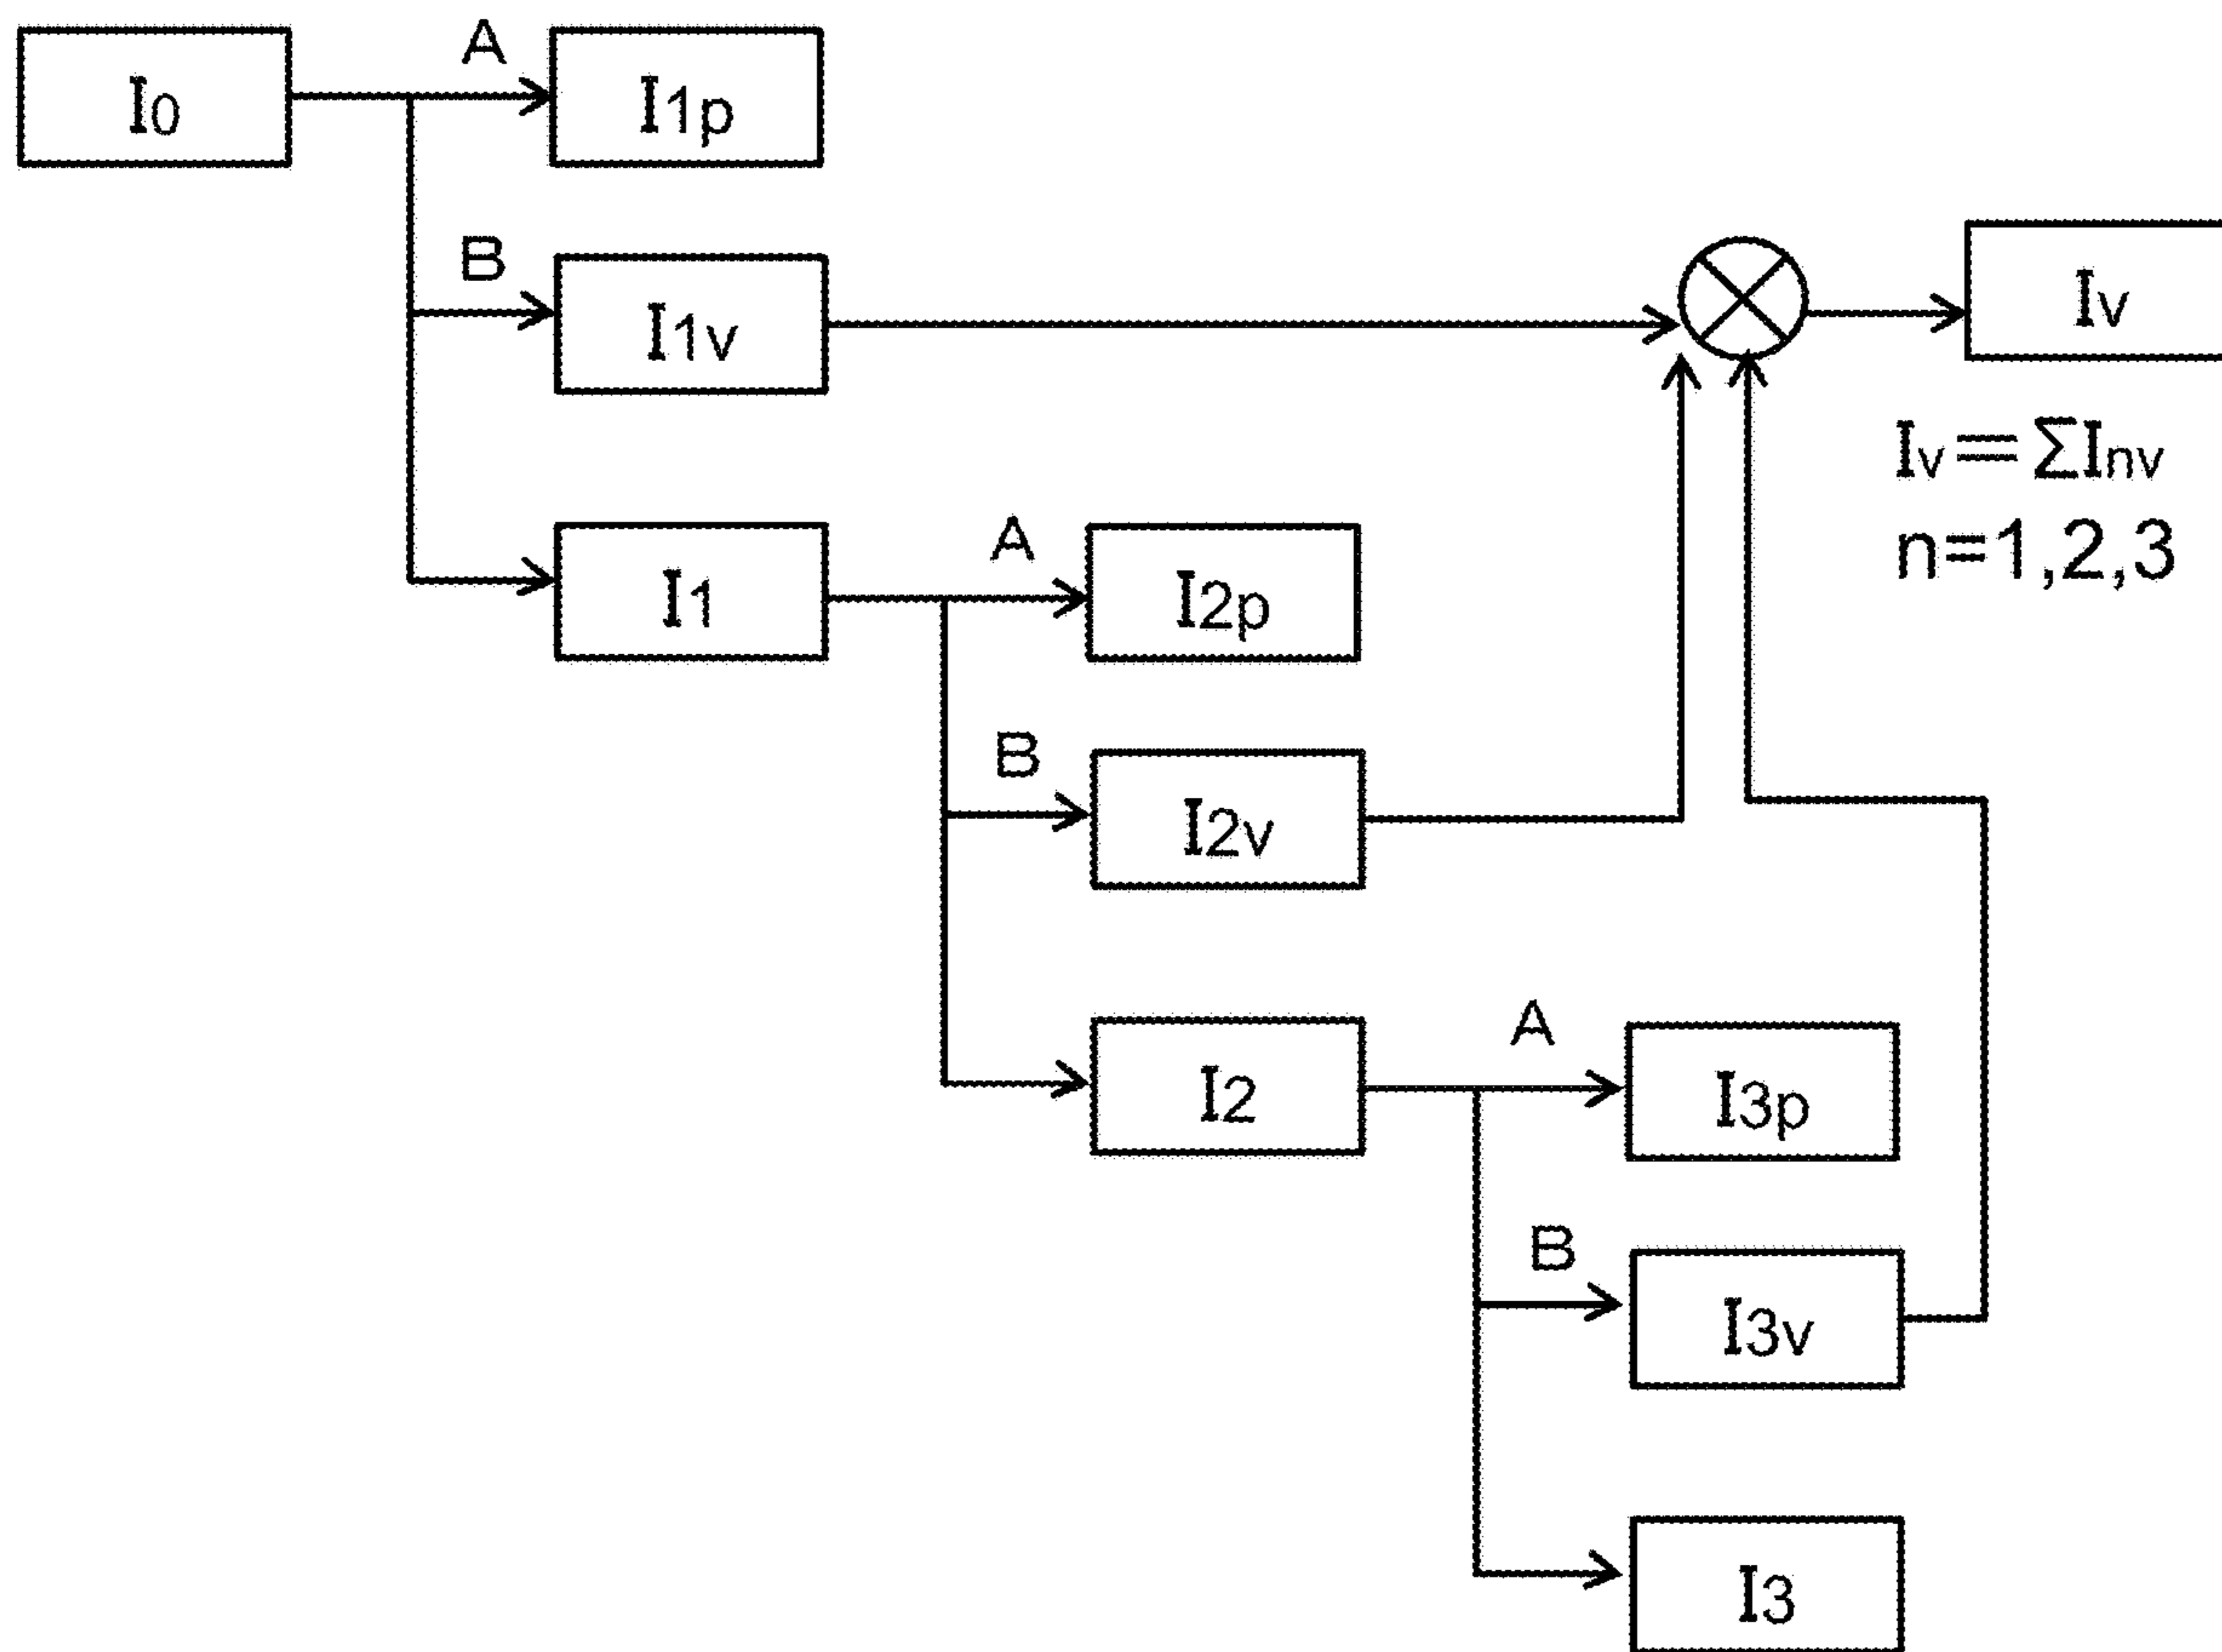 I0
A
I1p
B
I1v
Iv
Iv=ΣInv
n=1,2,3
I1
A
I2p
B
I2v
I2
A
I3p
B
I3v
I3